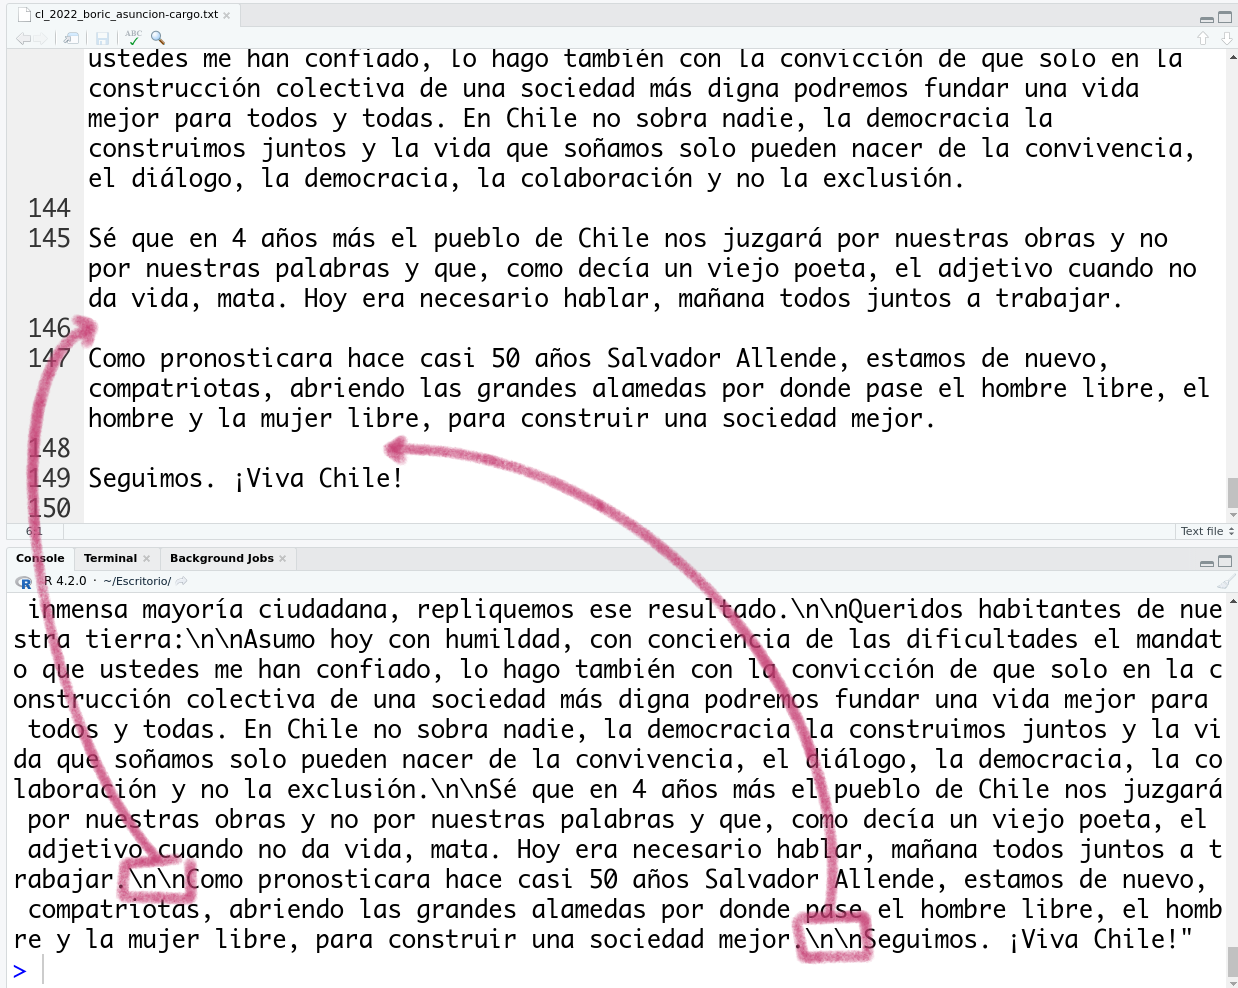 cl_2022_boric_asuncion-cargo.txt
ABC
ustedes me han confiado, lo hago también con la convicción de que solo en la
construcción colectiva de una sociedad más digna podremos fundar una vida
mejor para todos y todas. En Chile no sobra nadie, la democracia la
construimos juntos y la vida que soñamos solo pueden nacer de la convivencia,
el diálogo, la democracia, la colaboración y no la exclusión.
144
145 Sé que en 4 años más el pueblo de Chile nos juzgará por nuestras obras y no
por nuestras palabras y que, como decía un viejo poeta, el adjetivo cuando no
da vida, mata. Hoy era necesario hablar, mañana todos juntos a trabajar.
146
147 Como pronosticara hace casi 50 años Salvador Allende, estamos de nuevo,
compatriotas, abriendo las grandes alamedas por donde pase el hombre libre, el
hombre y la mujer libre, para construir una sociedad mejor.
148
149 Seguimos. ¡Viva Chile!
150
6:1 Text file
Console Terminal Background Jobs
R R 4.2.0 · ~/Escritorio/
inmensa mayoría ciudadana, repliquemos ese resultado.\n\nQueridos habitantes de nue
stra tierra:\n\nAsumo hoy con humildad, con conciencia de las dificultades el mandat
o que ustedes me han confiado, lo hago también con la convicción de que solo en la c
onstrucción colectiva de una sociedad más digna podremos fundar una vida mejor para
todos y todas. En Chile no sobra nadie, la democracia la construimos juntos y la vi
da que soñamos solo pueden nacer de la convivencia, el diálogo, la democracia, la co
laboración y no la exclusión.\n\nSé que en 4 años más el pueblo de Chile nos juzgará
por nuestras obras y no por nuestras palabras y que, como decía un viejo poeta, el
adjetivo cuando no da vida, mata. Hoy era necesario hablar, mañana todos juntos a t
rabajar.\n\nComo pronosticara hace casi 50 años Salvador Allende, estamos de nuevo,
compatriotas, abriendo las grandes alamedas por donde pase el hombre libre, el homb
re y la mujer libre, para construir una sociedad mejor.\n\nSeguimos. ¡Viva Chile!"
>